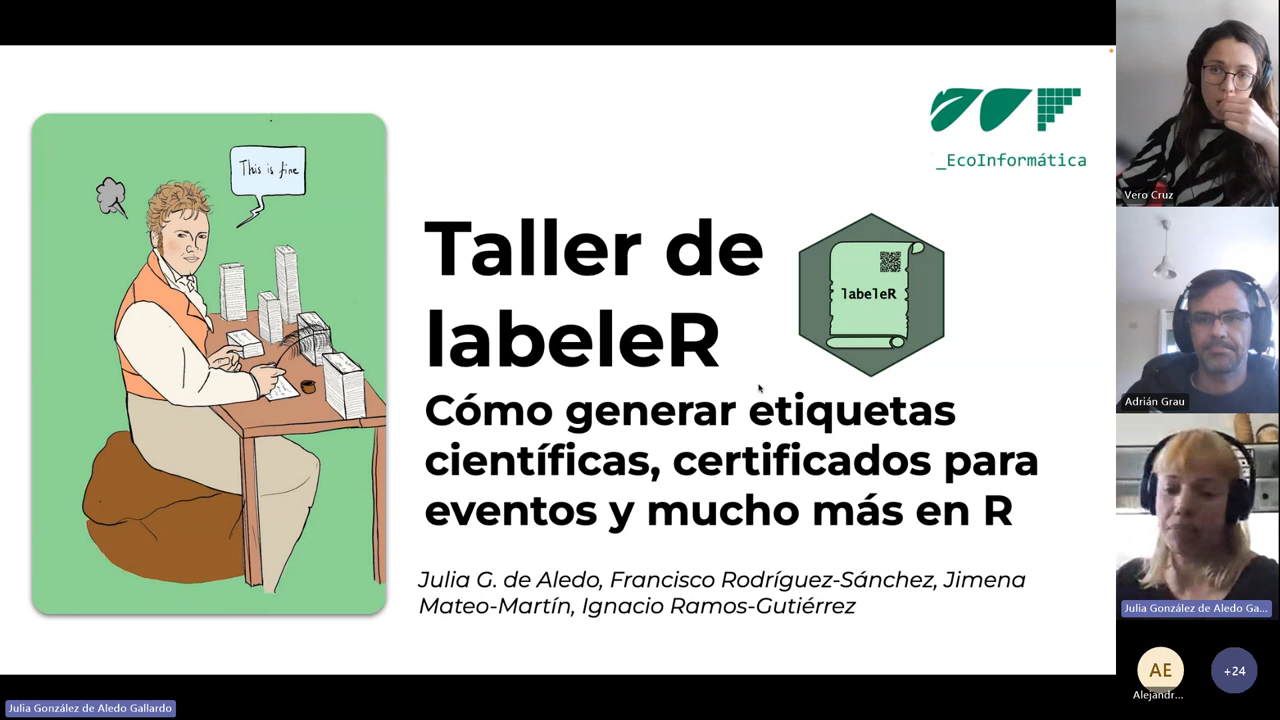 This is fine
_EcoInformática
Taller de
labeleR
labeleR
Cómo generar etiquetas
científicas, certificados para
eventos y mucho más en R
Julia G. de Aledo, Francisco Rodríguez-Sánchez, Jimena
Mateo-Martín, Ignacio Ramos-Gutiérrez
Vero Cruz
Adrián Grau
Julia González de Aledo Ga...
AE
Alejandr...
+24
Julia González de Aledo Gallardo